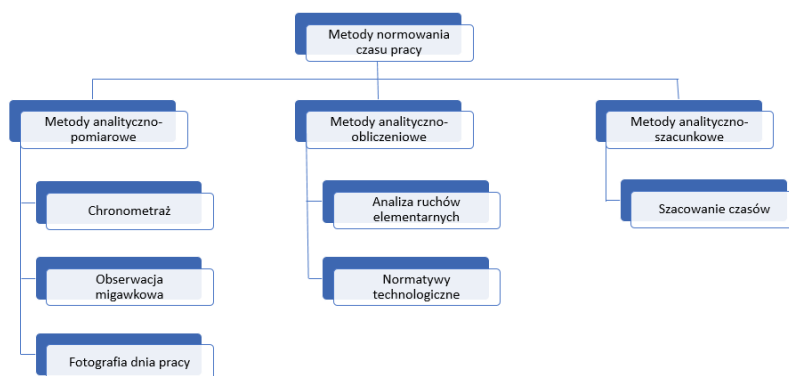 Metody normowania
czasu pracy
Metody analityczno-
pomiarowe
Chronometraż
Obserwacja
migawkowa
Fotografia dnia pracy
Metody analityczno-
obliczeniowe
Analiza ruchów
elementarnych
Normatywy
technologiczne
Metody analityczno-
szacunkowe
Szacowanie czasów